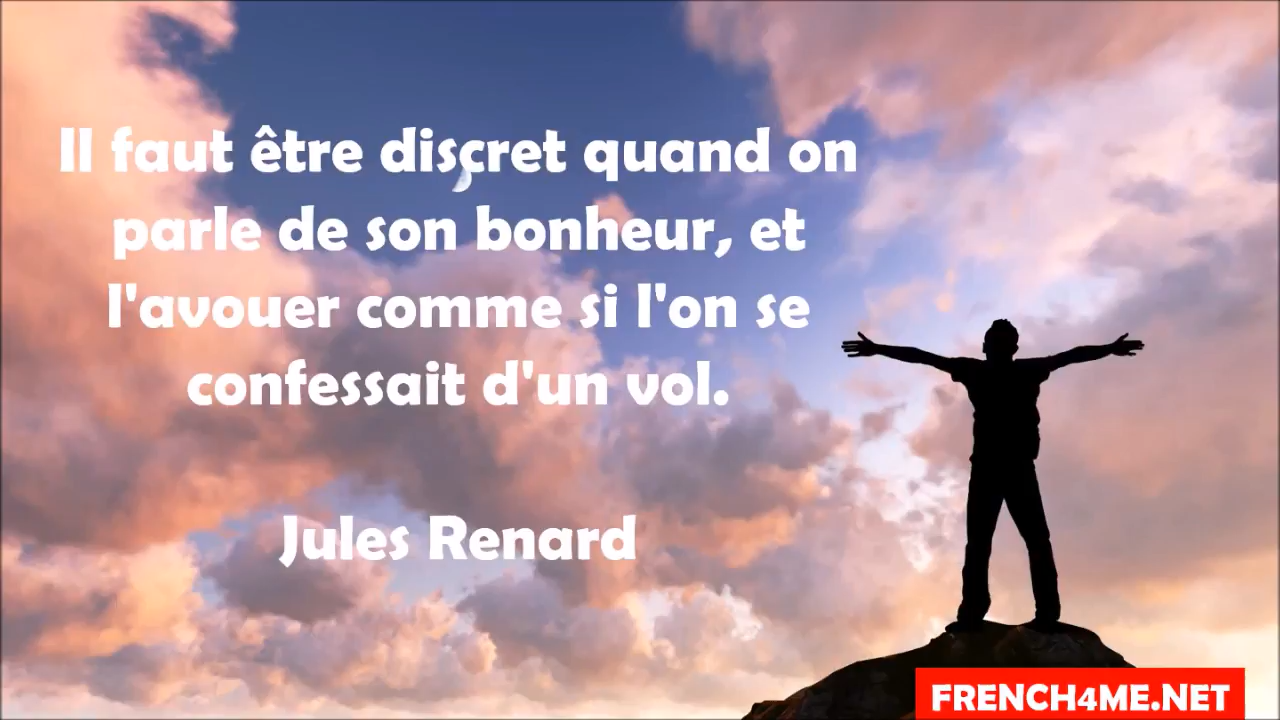 Il faut être discret quand on
parle de son bonheur, et
l'avouer comme si l'on se
confessait d'un vol.
Jules Renard
FRENCH4ME.NET